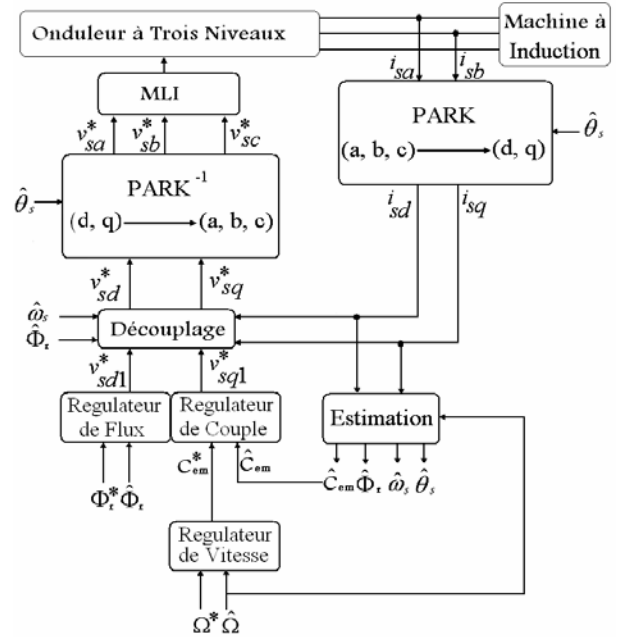 Onduleur à Trois Niveaux
Machine à
Induction
i_sa i_sb
MLI
v*_sa v*_sb v*_sc
PARK
(a, b, c) → (d, q)
θ̂_s
PARK⁻¹
(d, q) → (a, b, c)
θ̂_s
i_sd i_sq
v*_sd v*_sq
ω̂_s
Φ̂_r
Découplage
v*_sd1 v*_sq1
Regulateur
de Flux
Regulateur
de Couple
Estimation
C*_em Ĉ_em
Ĉ_em Φ̂_r ω̂_s θ̂_s
Φ_r* Φ̂_r
Regulateur
de Vitesse
Ω* Ω̂